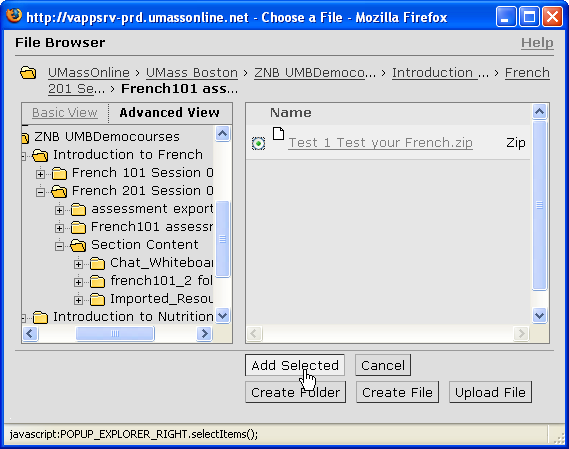 http://vappsrv-prd.umassonline.net - Choose a File - Mozilla Firefox
File Browser
Help
UMassOnline › UMass Boston › ZNB UMBDemoco... › Introduction ... › French
201 Se... › French101 ass...
Basic View
Advanced View
ZNB UMBDemocourses
Introduction to French
French 101 Session 0
French 201 Session 0
assessment export
French101 assessm
Section Content
Chat_Whiteboar
french101_2 fol
Imported_Resou
Introduction to Nutrition
Name
Test 1 Test your French.zip Zip
Add Selected
Cancel
Create Folder
Create File
Upload File
javascript:POPUP_EXPLORER_RIGHT.selectItems();